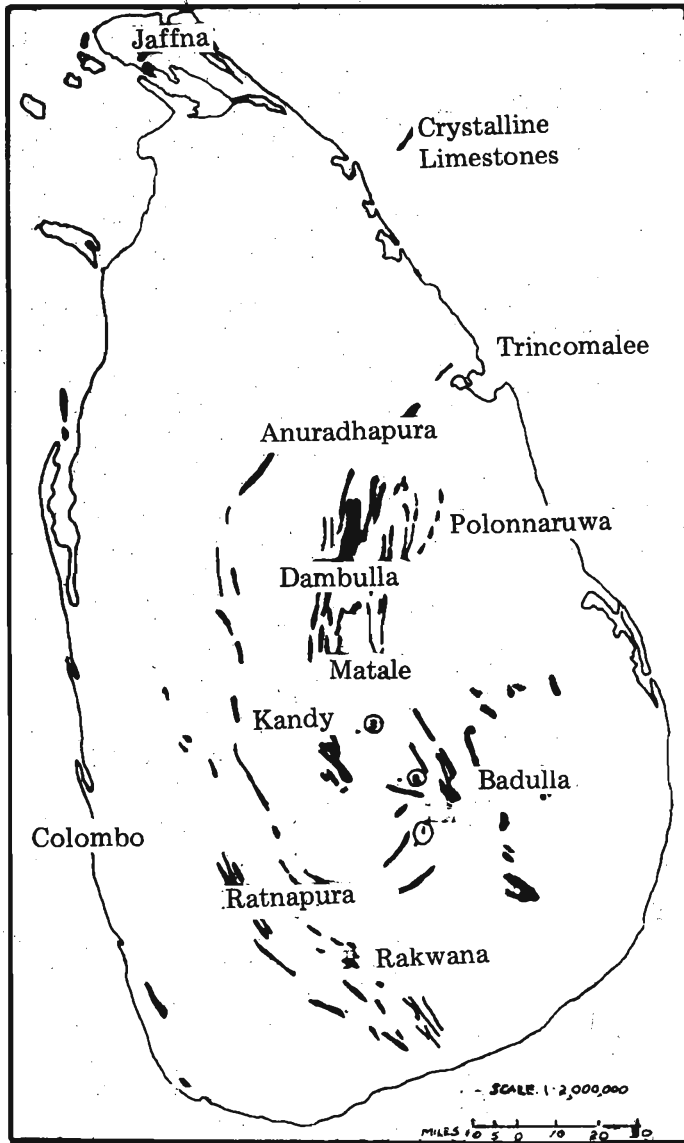 Jaffna
Crystalline
Limestones
Trincomalee
Anuradhapura
Polonnaruwa
Dambulla
Matale
Kandy
Badulla
Colombo
Ratnapura
Rakwana
SCALE. 1-2,000,000
MILES 10 5 0 10 20 30